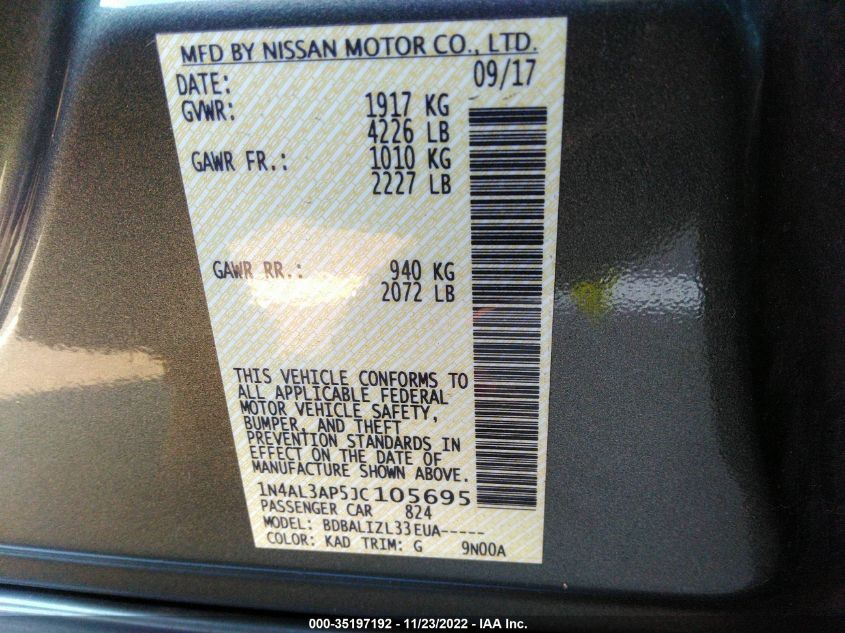 MFD BY NISSAN MOTOR CO., LTD.
DATE: 09/17
GVWR: 1917 KG
4226 LB
GAWR FR.: 1010 KG
2227 LB
GAWR RR.: 940 KG
2072 LB
THIS VEHICLE CONFORMS TO
ALL APPLICABLE FEDERAL
MOTOR VEHICLE SAFETY,
BUMPER, AND THEFT
PREVENTION STANDARDS IN
EFFECT ON THE DATE OF
MANUFACTURE SHOWN ABOVE.
1N4AL3AP5JC105695
PASSENGER CAR 824
MODEL: BDBALIZL33EUA-----
COLOR: KAD TRIM: G 9N00A
000-35197192 - 11/23/2022 - IAA Inc.